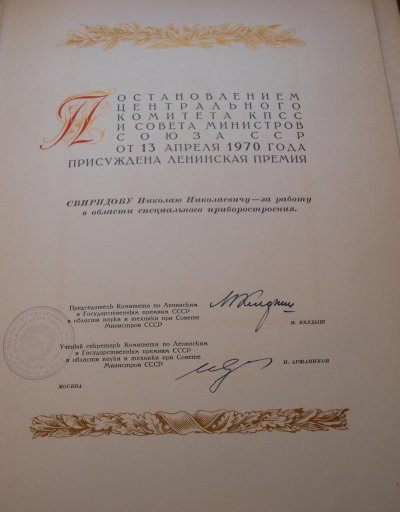 ПОСТАНОВЛЕНИЕМ
ЦЕНТРАЛЬНОГО
КОМИТЕТА КПСС
И СОВЕТА МИНИСТРОВ
СОЮЗА ССР
ОТ 13 АПРЕЛЯ 1970 ГОДА
ПРИСУЖДЕНА ЛЕНИНСКАЯ ПРЕМИЯ
СВИРИДОВУ Николаю Николаевичу — за работу
в области специального приборостроения.
Председатель Комитета по Ленинским
и Государственным премиям СССР
в области науки и техники при Совете
Министров СССР
М. КЕЛДЫШ
Ученый секретарь Комитета по Ленинским
и Государственным премиям СССР
в области науки и техники при Совете
Министров СССР
И. АРЖАНИКОВ
МОСКВА